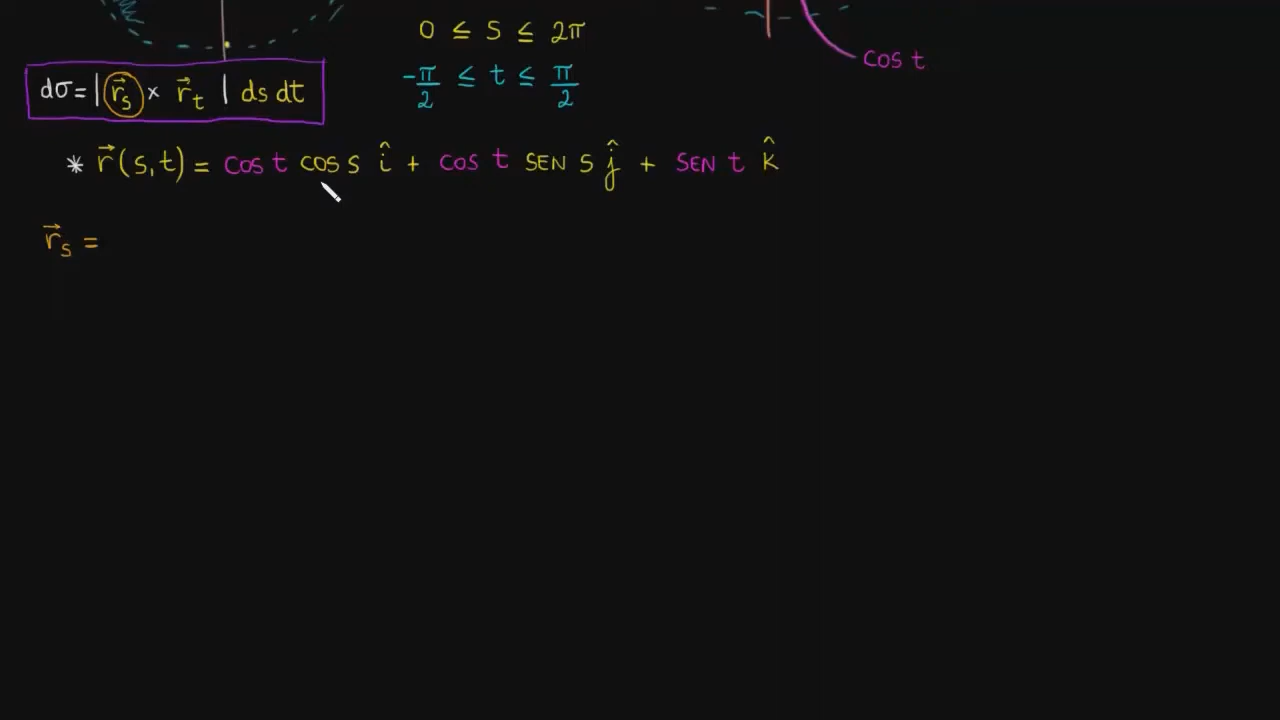 0 ≤ S ≤ 2π
cos t
-π/2 ≤ t ≤ π/2
dσ = | r⃗ₛ × r⃗ₜ | ds dt
* r⃗(s,t) = cos t cos s î + cos t SEN s ĵ + SEN t k̂
r⃗ₛ =